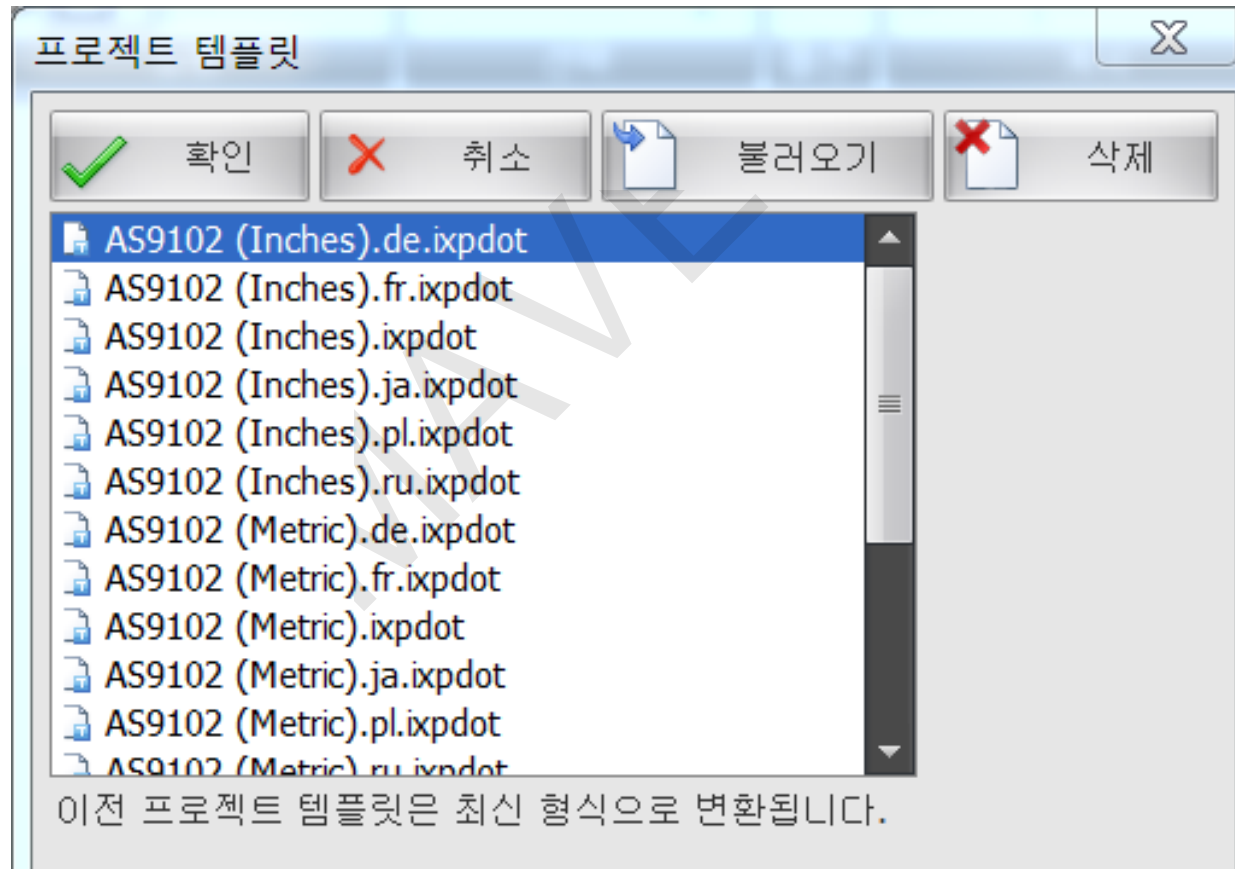 프로젝트 템플릿
확인 취소 불러오기 삭제
AS9102 (Inches).de.ixpdot
AS9102 (Inches).fr.ixpdot
AS9102 (Inches).ixpdot
AS9102 (Inches).ja.ixpdot
AS9102 (Inches).pl.ixpdot
AS9102 (Inches).ru.ixpdot
AS9102 (Metric).de.ixpdot
AS9102 (Metric).fr.ixpdot
AS9102 (Metric).ixpdot
AS9102 (Metric).ja.ixpdot
AS9102 (Metric).pl.ixpdot
AS9102 (Metric).ru.ixpdot
이전 프로젝트 템플릿은 최신 형식으로 변환됩니다.